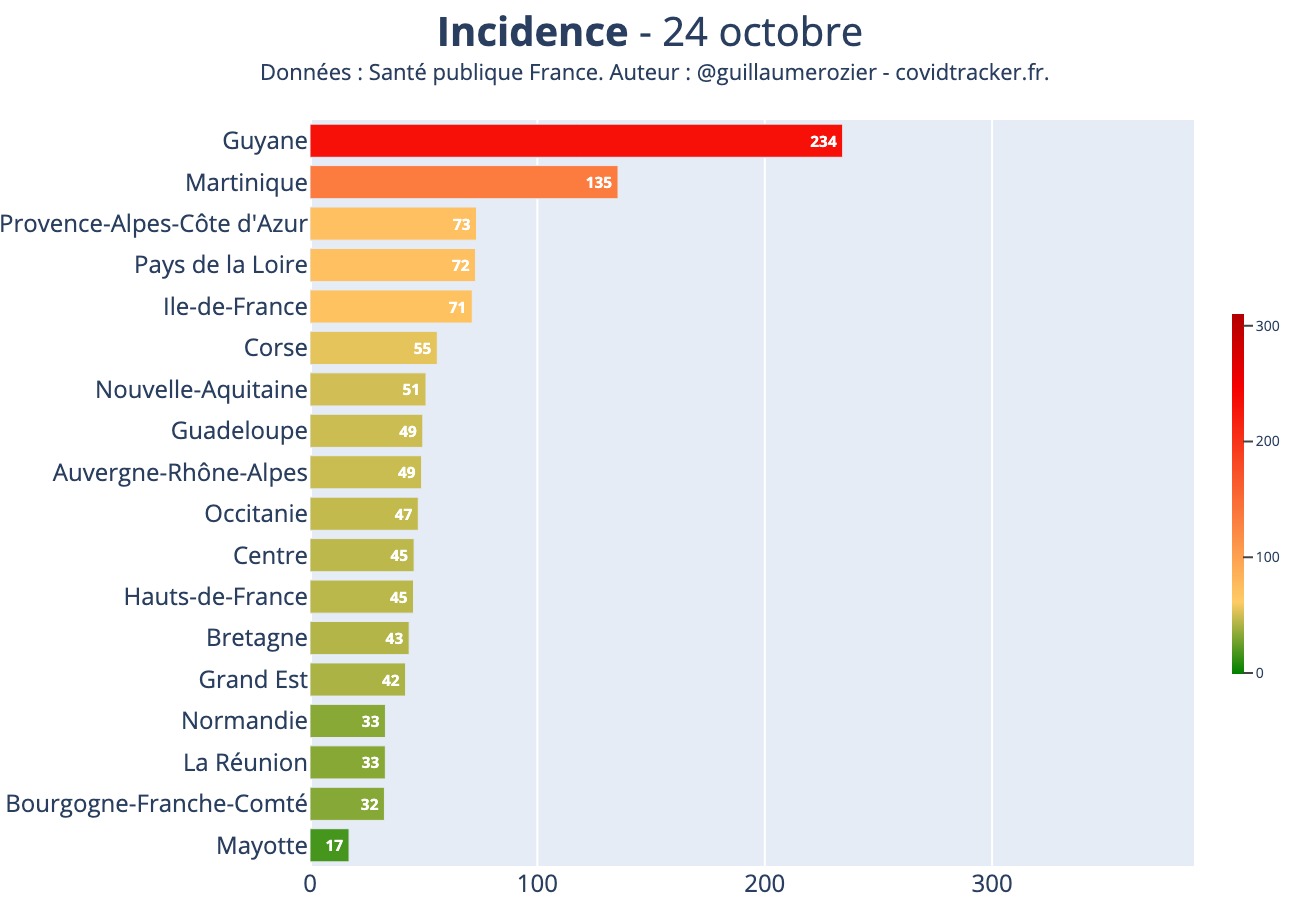 Incidence - 24 octobre
Données : Santé publique France. Auteur : @guillaumerozier - covidtracker.fr.
Guyane 234
Martinique 135
Provence-Alpes-Côte d'Azur 73
Pays de la Loire 72
Ile-de-France 71
Corse 55
Nouvelle-Aquitaine 51
Guadeloupe 49
Auvergne-Rhône-Alpes 49
Occitanie 47
Centre 45
Hauts-de-France 45
Bretagne 43
Grand Est 42
Normandie 33
La Réunion 33
Bourgogne-Franche-Comté 32
Mayotte 17
0 100 200 300
300
200
100
0